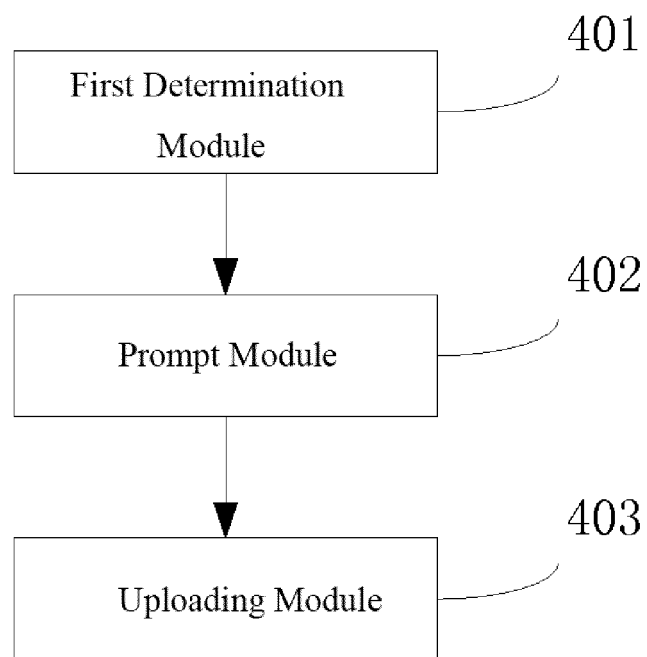 401
First Determination
Module
402
Prompt Module
403
Uploading Module